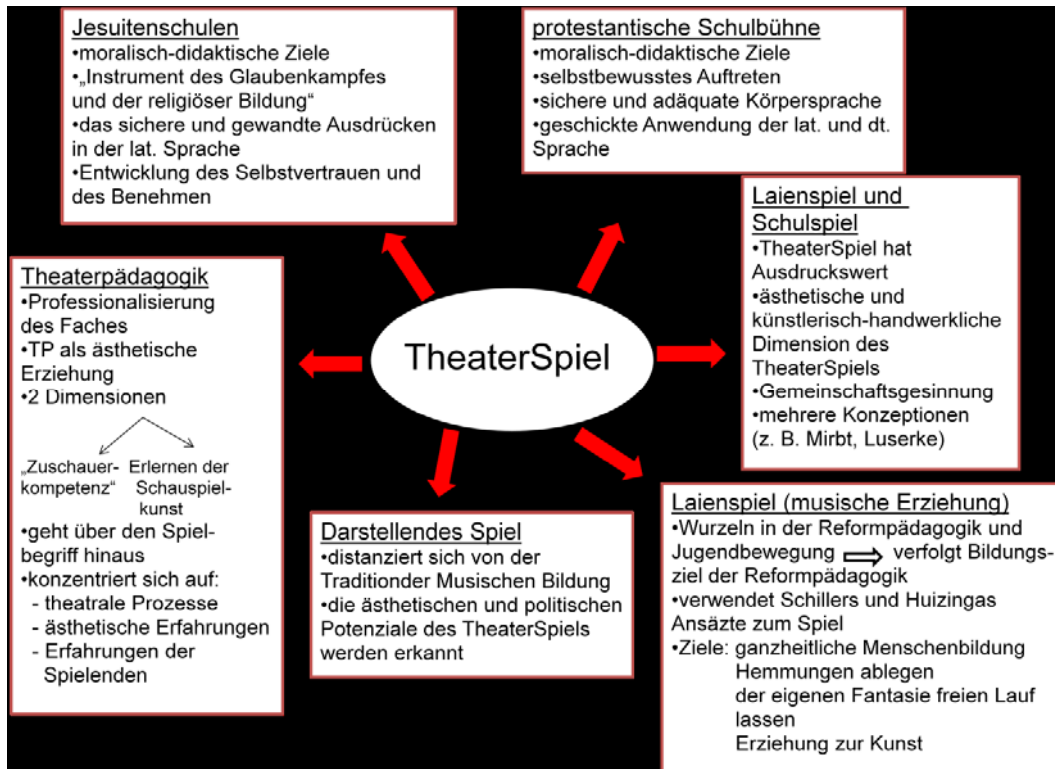 Jesuitenschulen
•moralisch-didaktische Ziele
•„Instrument des Glaubenkampfes
und der religiöser Bildung“
•das sichere und gewandte Ausdrücken
in der lat. Sprache
•Entwicklung des Selbstvertrauen und
des Benehmen
protestantische Schulbühne
•moralisch-didaktische Ziele
•selbstbewusstes Auftreten
•sichere und adäquate Körpersprache
•geschickte Anwendung der lat. und dt.
Sprache
Laienspiel und
Schulspiel
•TheaterSpiel hat
Ausdruckswert
•ästhetische und
künstlerisch-handwerkliche
Dimension des
TheaterSpiels
•Gemeinschaftsgesinnung
•mehrere Konzeptionen
(z. B. Mirbt, Luserke)
Theaterpädagogik
•Professionalisierung
des Faches
•TP als ästhetische
Erziehung
•2 Dimensionen
„Zuschauer-
kompetenz“
Erlernen der
Schauspiel-
kunst
•geht über den Spiel-
begriff hinaus
•konzentriert sich auf:
- theatrale Prozesse
- ästhetische Erfahrungen
- Erfahrungen der
Spielenden
TheaterSpiel
Darstellendes Spiel
•distanziert sich von der
Traditionder Musischen Bildung
•die ästhetischen und politischen
Potenziale des TheaterSpiels
werden erkannt
Laienspiel (musische Erziehung)
•Wurzeln in der Reformpädagogik und
Jugendbewegung ⇒ verfolgt Bildungs-
ziel der Reformpädagogik
•verwendet Schillers und Huizingas
Ansätze zum Spiel
•Ziele: ganzheitliche Menschenbildung
Hemmungen ablegen
der eigenen Fantasie freien Lauf
lassen
Erziehung zur Kunst